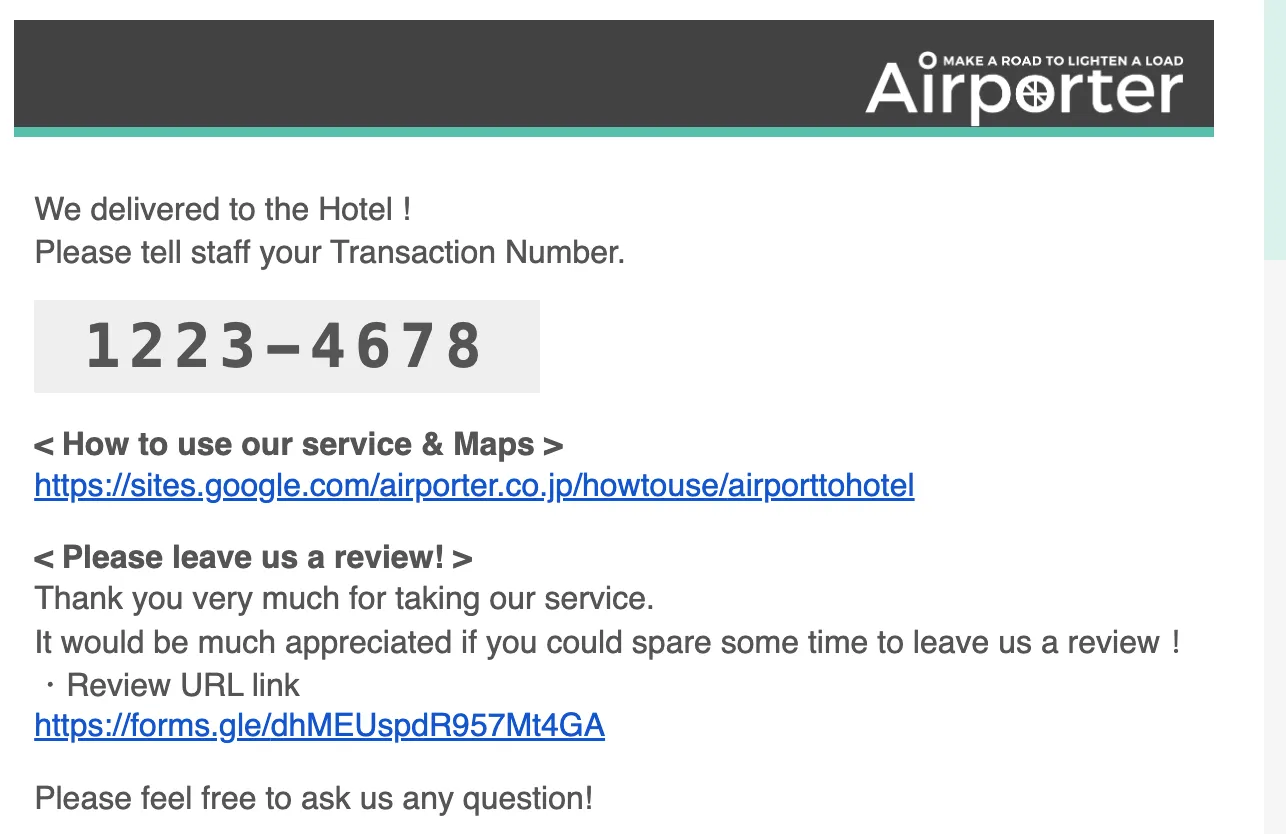 MAKE A ROAD TO LIGHTEN A LOAD
Airporter
We delivered to the Hotel !
Please tell staff your Transaction Number.
1223-4678
< How to use our service & Maps >
https://sites.google.com/airporter.co.jp/howtouse/airporttohotel
< Please leave us a review! >
Thank you very much for taking our service.
It would be much appreciated if you could spare some time to leave us a review！
・Review URL link
https://forms.gle/dhMEUspdR957Mt4GA
Please feel free to ask us any question!